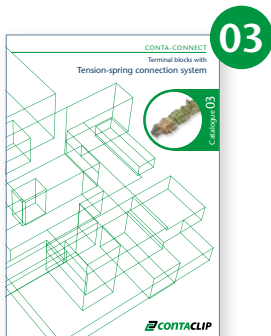 03
CONTA-CONNECT
Terminal blocks with
Tension-spring connection system
Catalogue 03
CONTACLIP